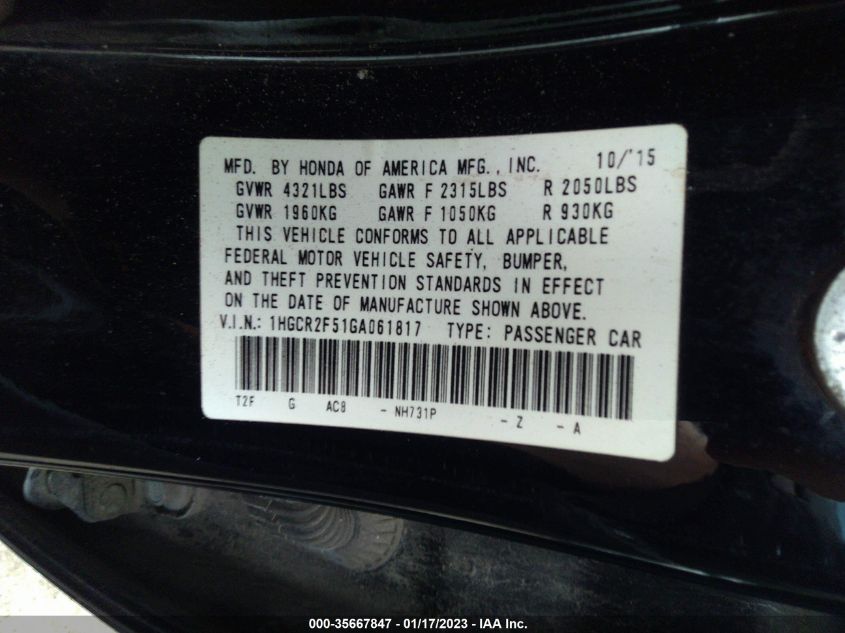 MFD. BY HONDA OF AMERICA MFG., INC. 10/'15
GVWR 4321LBS GAWR F 2315LBS R 2050LBS
GVWR 1960KG GAWR F 1050KG R 930KG
THIS VEHICLE CONFORMS TO ALL APPLICABLE
FEDERAL MOTOR VEHICLE SAFETY, BUMPER,
AND THEFT PREVENTION STANDARDS IN EFFECT
ON THE DATE OF MANUFACTURE SHOWN ABOVE.
V.I.N.: 1HGCR2F51GA061817 TYPE: PASSENGER CAR
T2F G AC8 - NH731P - Z - A
000-35667847 - 01/17/2023 - IAA Inc.